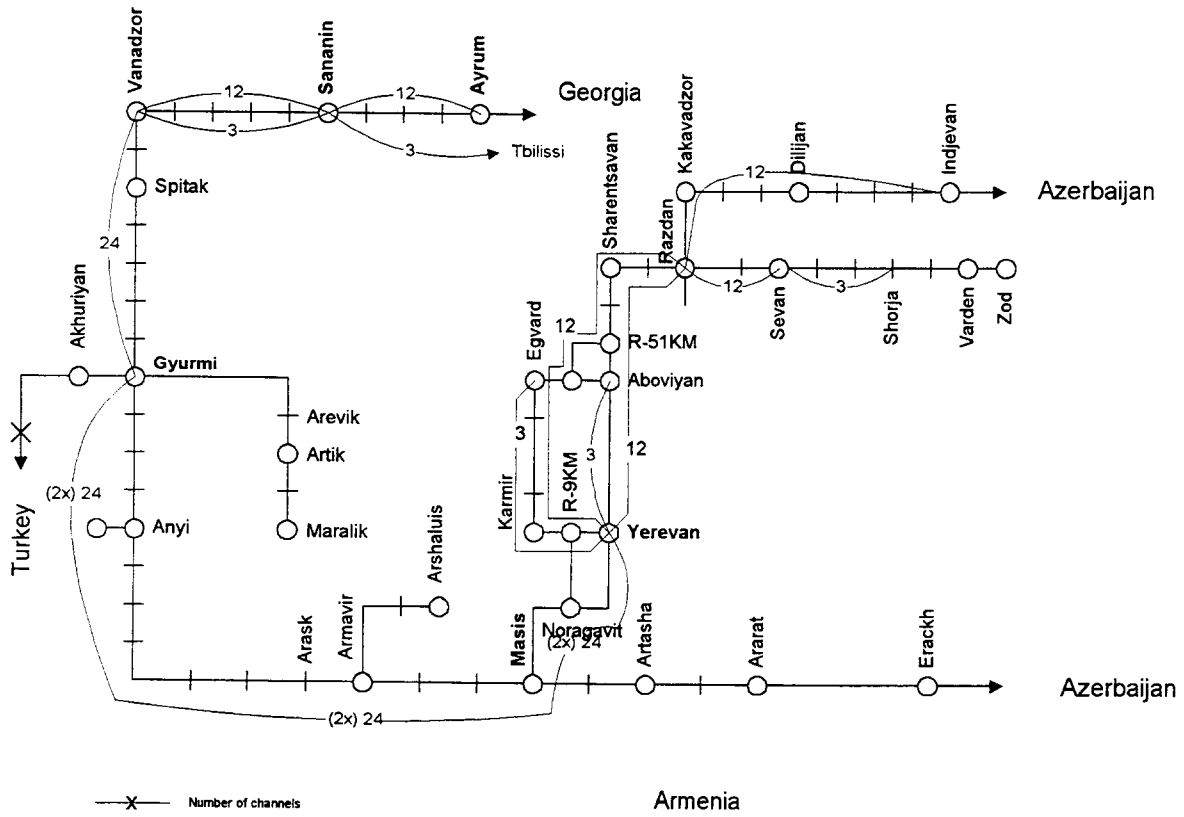 Vanadzor
Sananin
Ayrum
Georgia
12
12
3
3
Tbilissi
Spitak
24
Akhuriyan
Gyurmi
Turkey
Arevik
Artik
Maralik
(2x) 24
Anyi
Arshaluis
Arask
Armavir
(2x) 24
Sharentsavan
Kakavadzor
Razdan
Dilijan
Indjevan
12
Azerbaijan
12
Sevan
3
Shorja
Varden
Zod
Egvard
12
R-51KM
Aboviyan
3
R-9KM
3
12
Karmir
Yerevan
Masis
Noragavit
(2x) 24
Artasha
Ararat
Erackh
Azerbaijan
X
Number of channels
Armenia